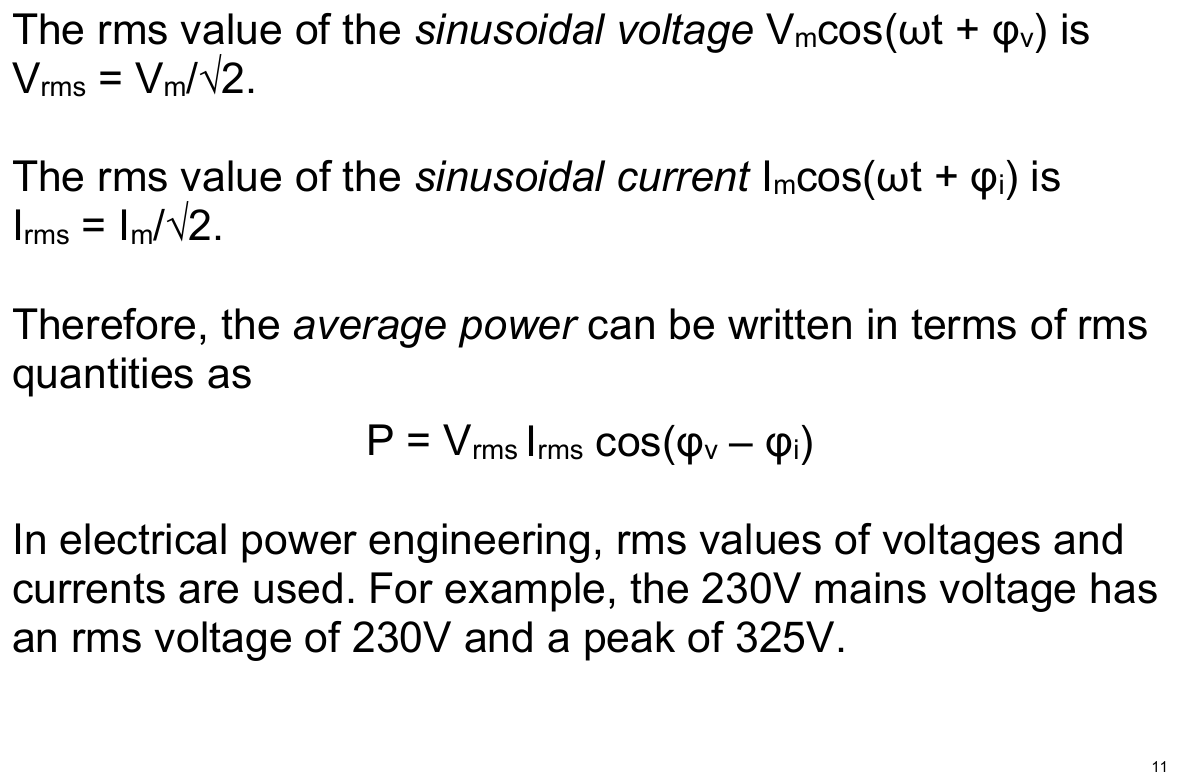 The rms value of the sinusoidal voltage Vmcos(ωt + φv) is
Vrms = Vm/√2.
The rms value of the sinusoidal current Imcos(ωt + φi) is
Irms = Im/√2.
Therefore, the average power can be written in terms of rms
quantities as
P = Vrms Irms cos(φv – φi)
In electrical power engineering, rms values of voltages and
currents are used. For example, the 230V mains voltage has
an rms voltage of 230V and a peak of 325V.
11